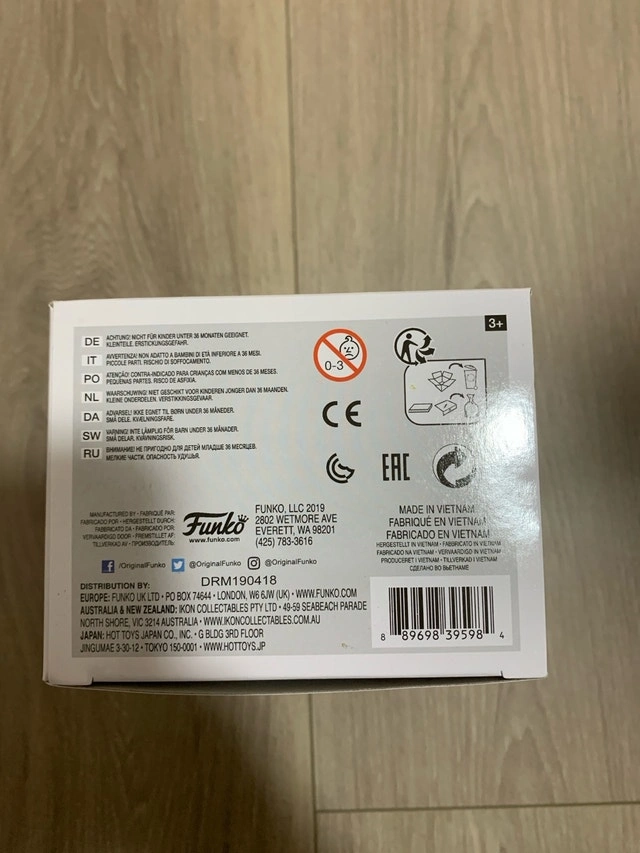 3+
DE ACHTUNG! NICHT FÜR KINDER UNTER 36 MONATEN GEEIGNET.
KLEINTEILE. ERSTICKUNGSGEFAHR.
IT AVVERTENZA! NON ADATTO A BAMBINI DI ETÀ INFERIORE A 36 MESI.
PICCOLE PARTI. RISCHIO DI SOFFOCAMENTO.
PO ATENÇÃO! CONTRA-INDICADO PARA CRIANÇAS COM MENOS DE 36 MESES.
PEQUENAS PARTES. RISCO DE ASFIXIA.
NL WAARSCHUWING! NIET GESCHIKT VOOR KINDEREN JONGER DAN 36 MAANDEN.
KLEINE ONDERDELEN. VERSTIKKINGSGEVAAR.
DA ADVARSEL! IKKE EGNET TIL BØRN UNDER 36 MÅNEDER.
SMÅ DELE. KVÆLNINGSFARE.
SW VARNING! INTE LÄMPLIG FÖR BARN UNDER 36 MÅNADER.
SMÅ DELAR. KVÄVNINGSRISK.
RU ВНИМАНИЕ! НЕ ПРИГОДНО ДЛЯ ДЕТЕЙ МЛАДШЕ 36 МЕСЯЦЕВ.
МЕЛКИЕ ЧАСТИ. ОПАСНОСТЬ УДУШЬЯ.
0-3
CE
EAC
MANUFACTURED BY • FABRIQUÉ PAR:
FABRICADO POR • HERGESTELLT DURCH:
FABBRICATO DA • FABRICADO POR:
VERVAARDIGD DOOR • FREMSTILLET AF:
TILLVERKAD AV • ПРОИЗВОДИТЕЛЬ:
Funko
www.funko.com
FUNKO, LLC 2019
2802 WETMORE AVE
EVERETT, WA 98201
(425) 783-3616
/OriginalFunko @OriginalFunko @OriginalFunko
DRM190418
DISTRIBUTION BY:
EUROPE: FUNKO UK LTD • PO BOX 74644 • LONDON, W6 6JW (UK) • WWW.FUNKO.COM
AUSTRALIA & NEW ZEALAND: IKON COLLECTABLES PTY LTD • 49-59 SEABEACH PARADE
NORTH SHORE, VIC 3214 AUSTRALIA • WWW.IKONCOLLECTABLES.COM.AU
JAPAN: HOT TOYS JAPAN CO., INC. • G BLDG 3RD FLOOR
JINGUMAE 3-30-12 • TOKYO 150-0001 • WWW.HOTTOYS.JP
MADE IN VIETNAM
FABRIQUÉ EN VIETNAM
FABRICADO EN VIETNAM
HERGESTELLT IN VIETNAM • FABBRICATO IN VIETNAM
FABRICADO NA VIETNAM • VERVAARDIGD IN VIETNAM
PRODUCERET I VIETNAM • TILLVERKAD I VIETNAM
СДЕЛАНО ВО ВЬЕТНАМЕ
8 89698 39598 4